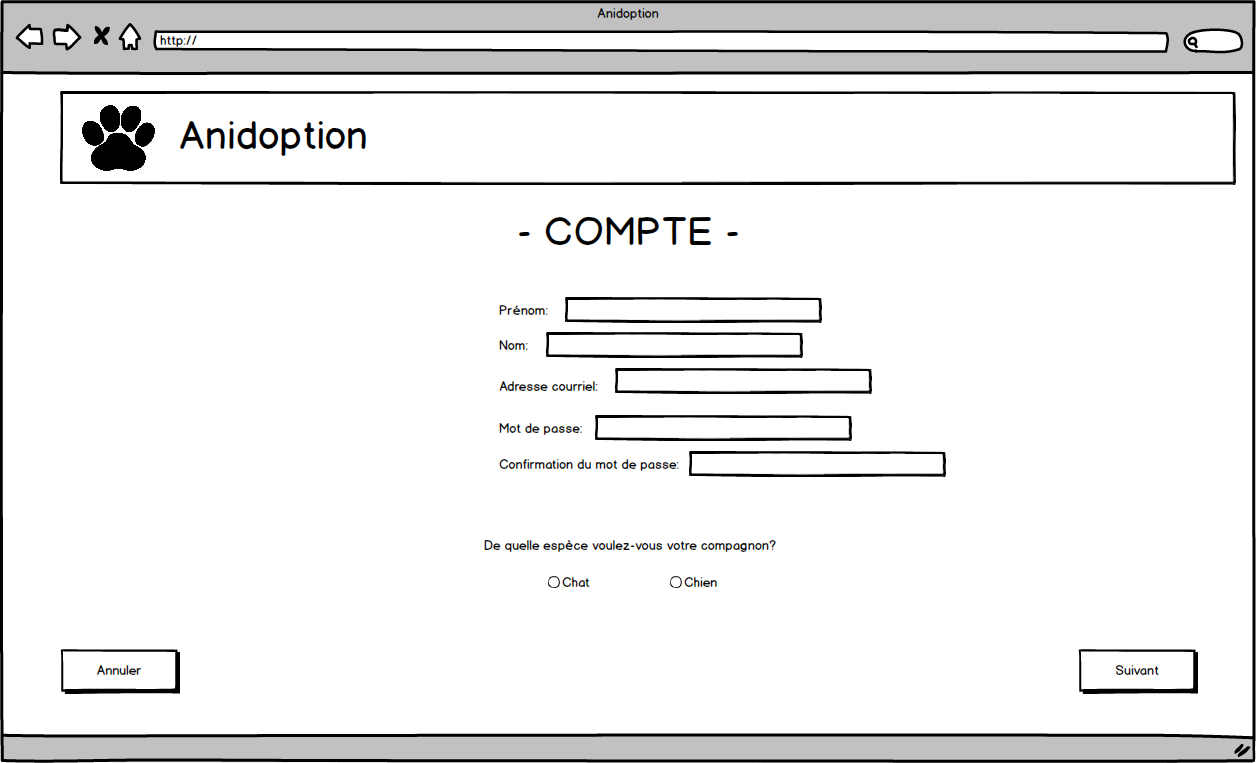 Anidoption
http://
Anidoption
- COMPTE -
Prénom:
Nom:
Adresse courriel:
Mot de passe:
Confirmation du mot de passe:
De quelle espèce voulez-vous votre compagnon?
Chat Chien
Annuler Suivant